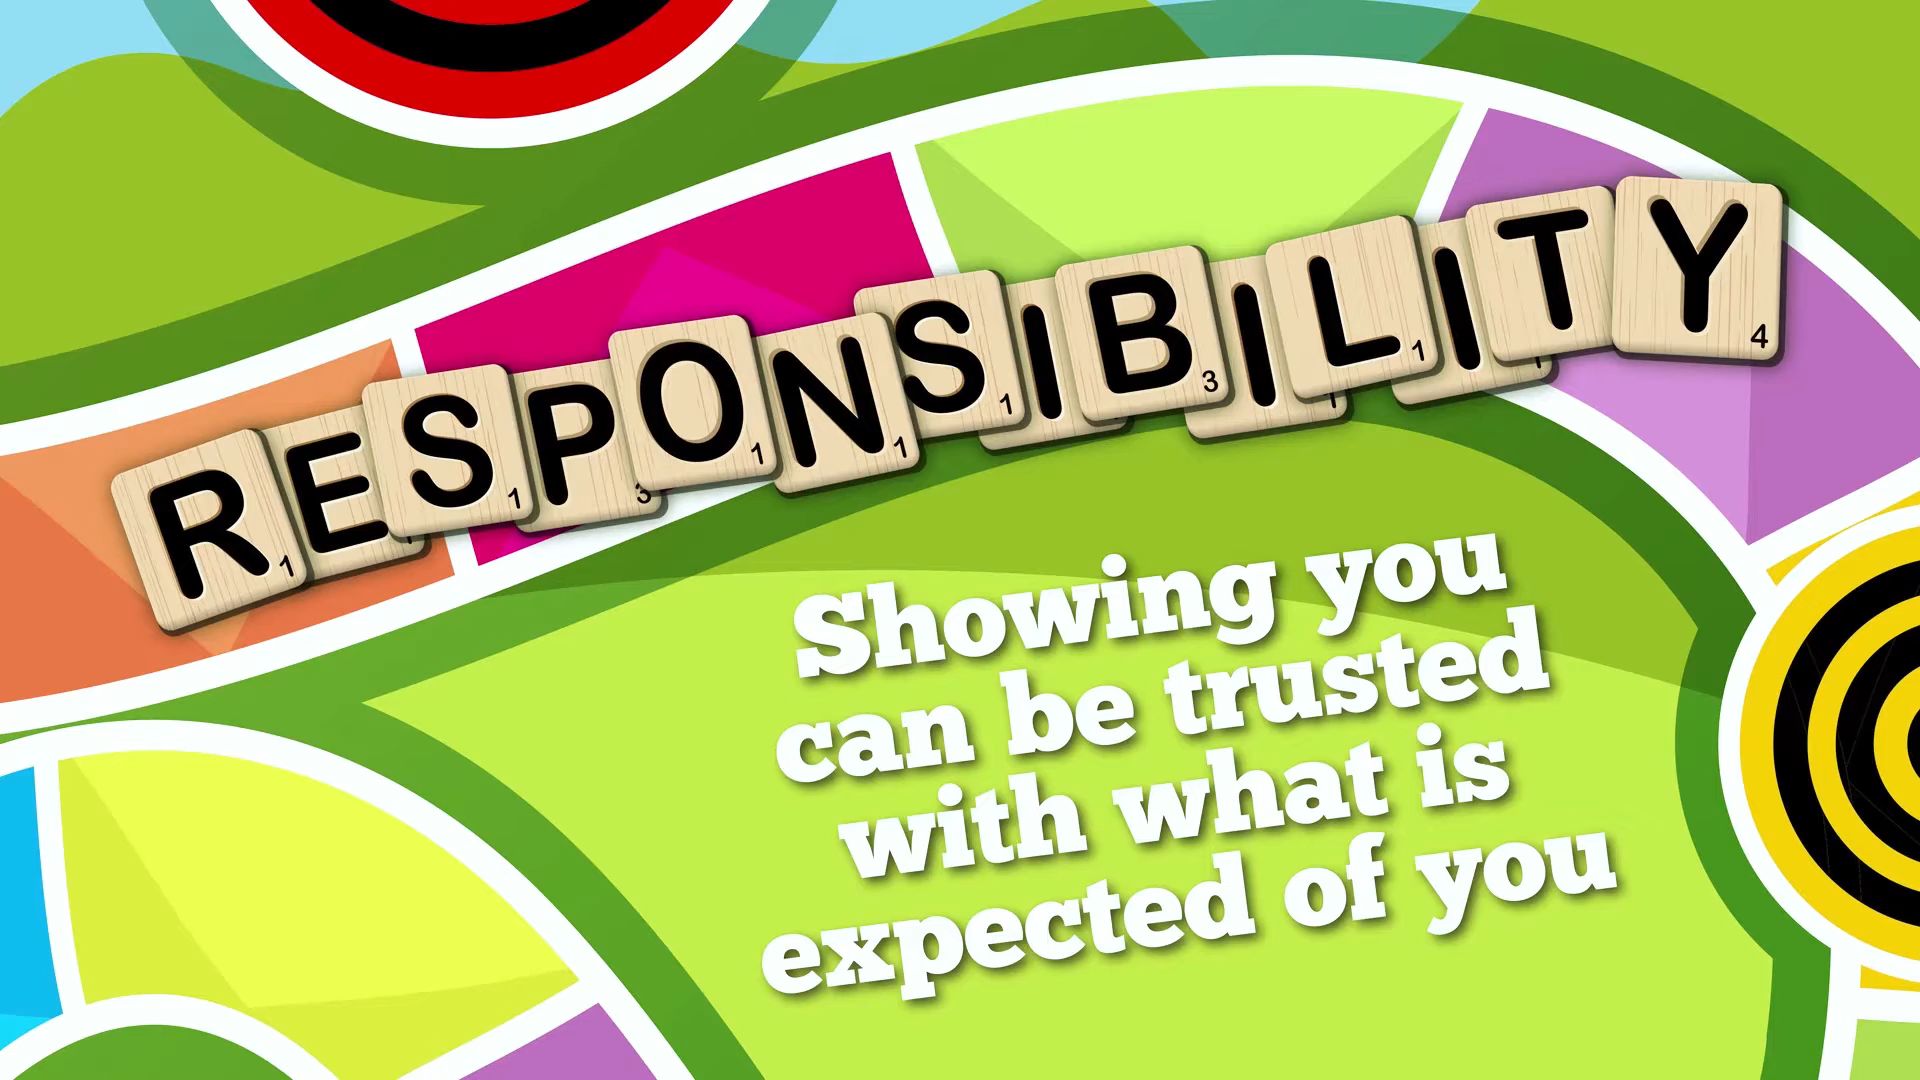 RESPONSIBILITY
Showing you
can be trusted
with what is
expected of you